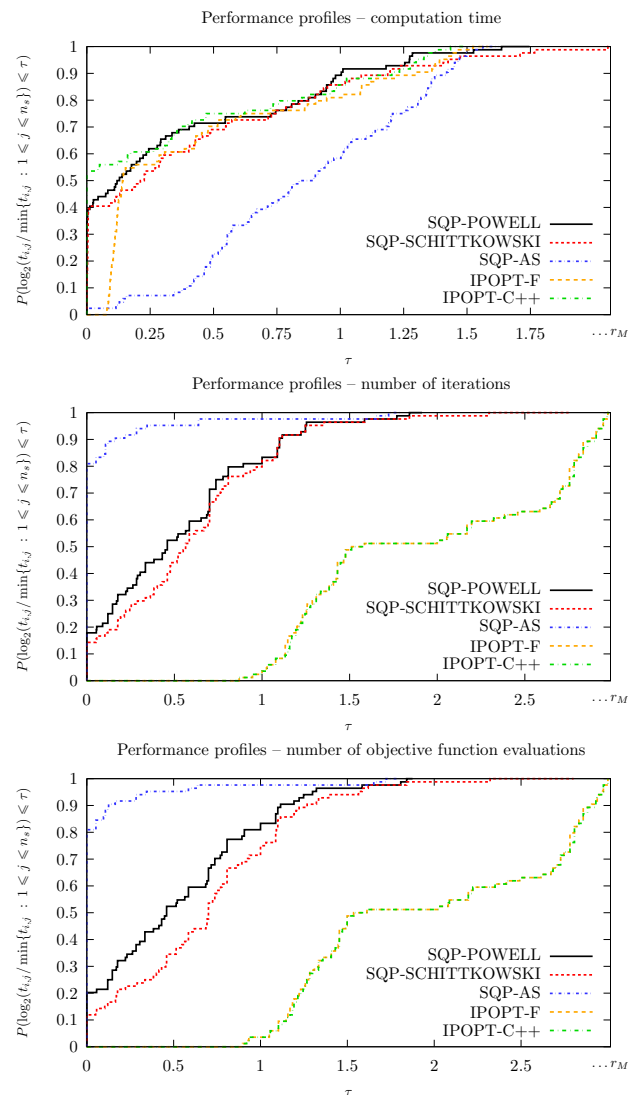 Performance profiles – computation time
P(log₂(tᵢ,ⱼ/min{tᵢ,ⱼ : 1 ⩽ j ⩽ nₛ}) ⩽ τ)
1
0.9
0.8
0.7
0.6
0.5
0.4
0.3
0.2
0.1
0
SQP-POWELL
SQP-SCHITTKOWSKI
SQP-AS
IPOPT-F
IPOPT-C++
0 0.25 0.5 0.75 1 1.25 1.5 1.75 ...r_M
τ
Performance profiles – number of iterations
P(log₂(tᵢ,ⱼ/min{tᵢ,ⱼ : 1 ⩽ j ⩽ nₛ}) ⩽ τ)
1
0.9
0.8
0.7
0.6
0.5
0.4
0.3
0.2
0.1
0
SQP-POWELL
SQP-SCHITTKOWSKI
SQP-AS
IPOPT-F
IPOPT-C++
0 0.5 1 1.5 2 2.5 ...r_M
τ
Performance profiles – number of objective function evaluations
P(log₂(tᵢ,ⱼ/min{tᵢ,ⱼ : 1 ⩽ j ⩽ nₛ}) ⩽ τ)
1
0.9
0.8
0.7
0.6
0.5
0.4
0.3
0.2
0.1
0
SQP-POWELL
SQP-SCHITTKOWSKI
SQP-AS
IPOPT-F
IPOPT-C++
0 0.5 1 1.5 2 2.5 ...r_M
τ